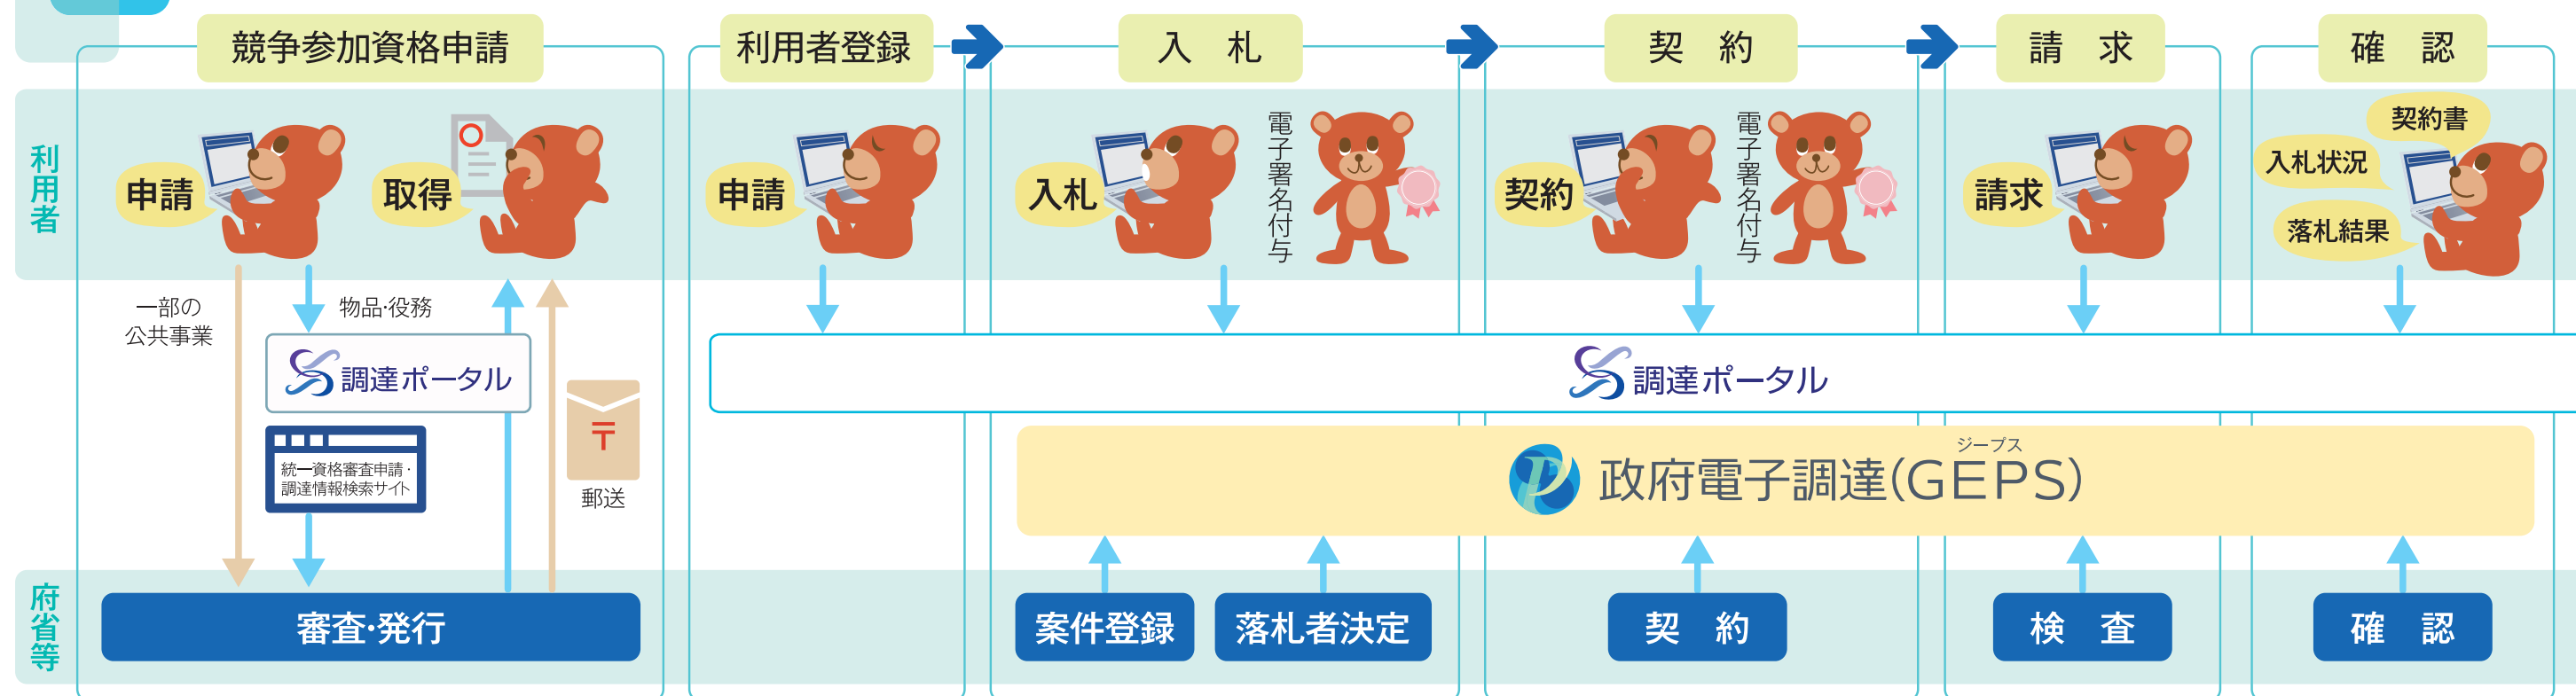 競争参加資格申請
利用者登録
入　札
契　約
請　求
確　認
利用者
申請
取得
申請
入札
電子署名付与
契約
電子署名付与
請求
契約書
入札状況
落札結果
一部の
公共事業
物品・役務
調達ポータル
調達ポータル
統一資格審査申請・
調達情報検索サイト
〒
郵送
ジープス
政府電子調達(GEPS)
府省等
審査・発行
案件登録
落札者決定
契　約
検　査
確　認